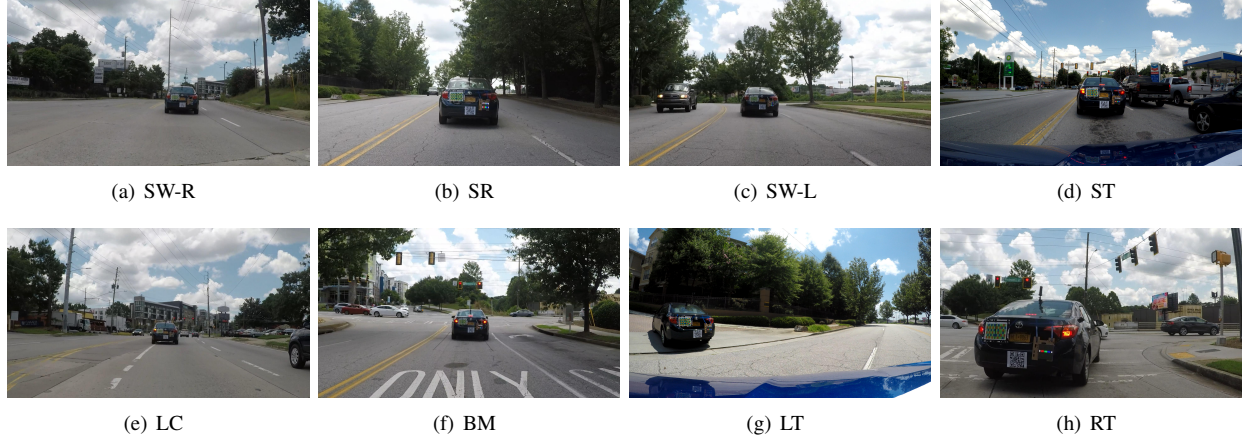 (a) SW-R
(b) SR
(c) SW-L
(d) ST
ONLY
(e) LC
(f) BM
(g) LT
(h) RT